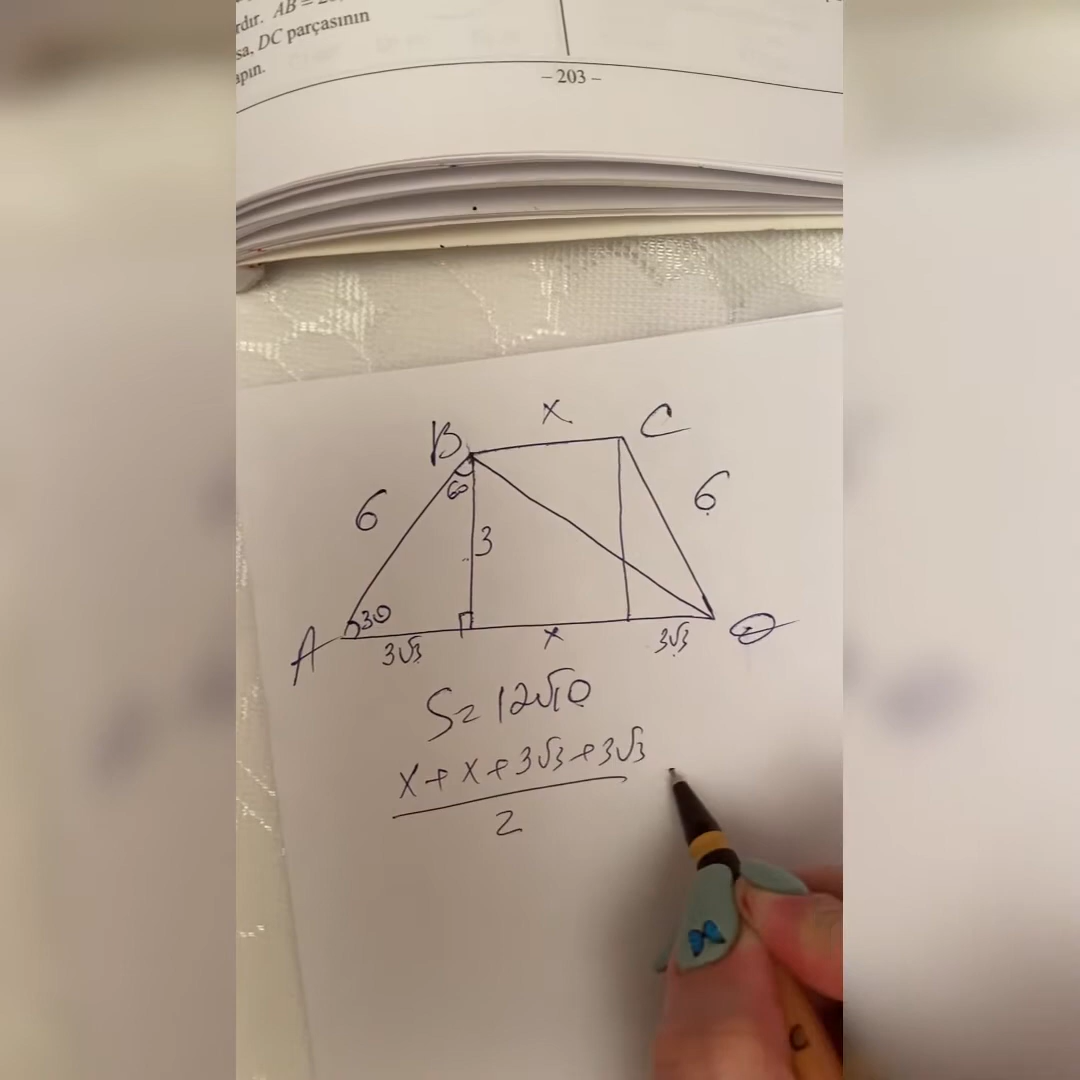 rdır. AB =
sa, DC parçasının
apın.
– 203 –
x
B C
60
6 6
3
30
A
3√3 x 3√3
S= 12√10
x + x + 3√3 + 3√3
2